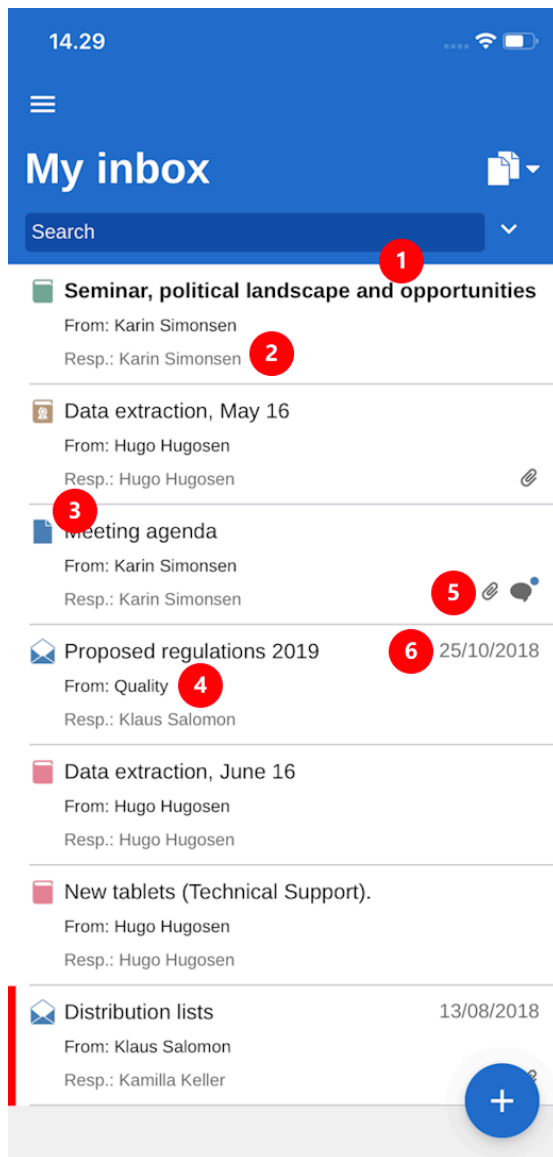 14.29
My inbox
Search
1
Seminar, political landscape and opportunities
From: Karin Simonsen
Resp.: Karin Simonsen 2
Data extraction, May 16
From: Hugo Hugosen
Resp.: Hugo Hugosen
3
Meeting agenda
From: Karin Simonsen
Resp.: Karin Simonsen 5
Proposed regulations 2019 6 25/10/2018
From: Quality 4
Resp.: Klaus Salomon
Data extraction, June 16
From: Hugo Hugosen
Resp.: Hugo Hugosen
New tablets (Technical Support).
From: Hugo Hugosen
Resp.: Hugo Hugosen
Distribution lists 13/08/2018
From: Klaus Salomon
Resp.: Kamilla Keller
+